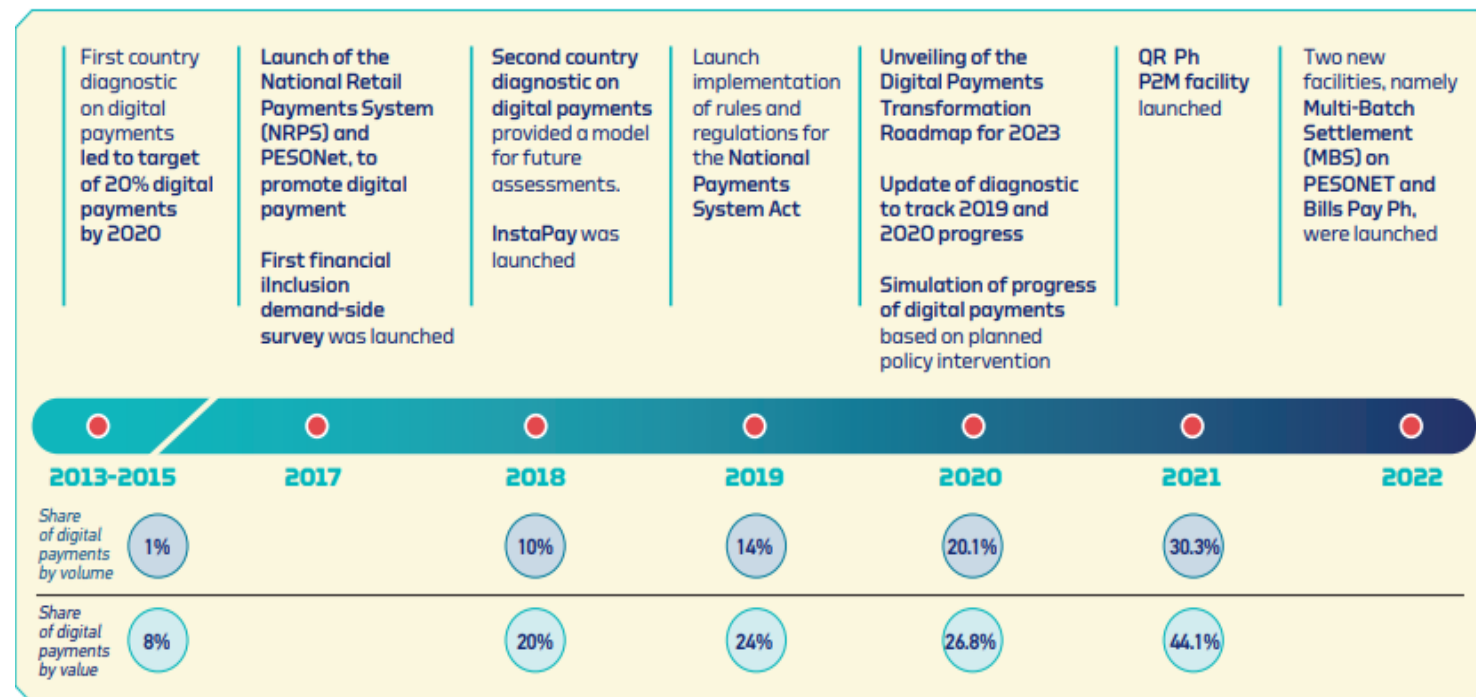 First country
diagnostic
on digital
payments
led to target
of 20% digital
payments
by 2020
Launch of the
National Retail
Payments System
(NRPS) and
PESONet, to
promote digital
payment
First financial
iInclusion
demand-side
survey was launched
Second country
diagnostic on
digital payments
provided a model
for future
assessments.
InstaPay was
launched
Launch
implementation
of rules and
regulations for
the National
Payments
System Act
Unveiling of the
Digital Payments
Transformation
Roadmap for 2023
Update of diagnostic
to track 2019 and
2020 progress
Simulation of progress
of digital payments
based on planned
policy intervention
QR Ph
P2M facility
launched
Two new
facilities, namely
Multi-Batch
Settlement
(MBS) on
PESONET and
Bills Pay Ph,
were launched
2013-2015 2017 2018 2019 2020 2021 2022
Share
of digital
payments
by volume
1% 10% 14% 20.1% 30.3%
Share
of digital
payments
by value
8% 20% 24% 26.8% 44.1%